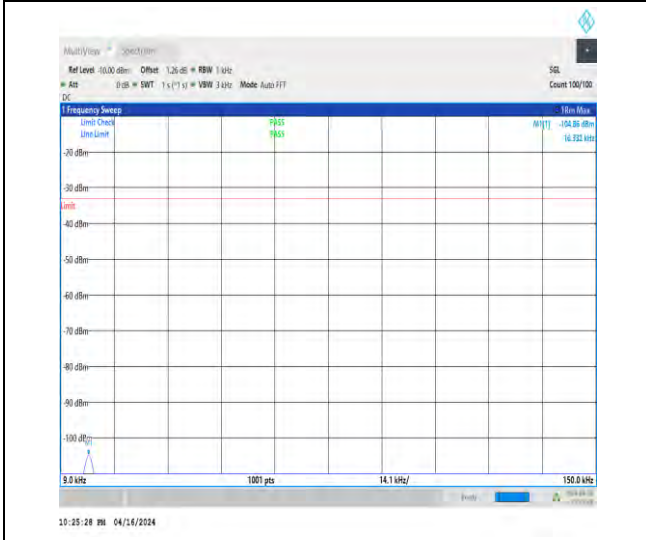 MultiView Spectrum
Ref Level -10.00 dBm Offset 1.26 dB RBW 1 kHz SGL
Att 0 dB SWT 1 s (~1 s) VBW 3 kHz Mode Auto FFT Count 100/100
DC
1 Frequency Sweep 1Rm Max
Limit Check PASS M1[1] -104.86 dBm
Line Limit PASS 16.332 kHz
-20 dBm
-30 dBm
Limit
-40 dBm
-50 dBm
-60 dBm
-70 dBm
-80 dBm
-90 dBm
-100 dBm
9.0 kHz 1001 pts 14.1 kHz/ 150.0 kHz
Ready
10:25:28 PM 04/16/2024